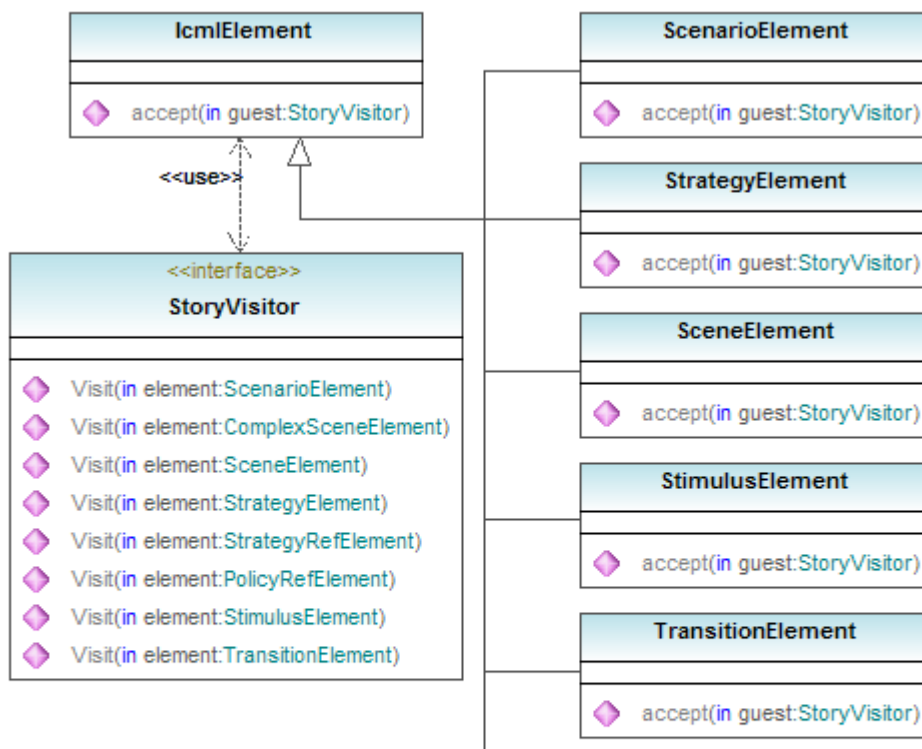 IcmlElement
accept(in guest:StoryVisitor)
<<use>>
<<interface>>
StoryVisitor
Visit(in element:ScenarioElement)
Visit(in element:ComplexSceneElement)
Visit(in element:SceneElement)
Visit(in element:StrategyElement)
Visit(in element:StrategyRefElement)
Visit(in element:PolicyRefElement)
Visit(in element:StimulusElement)
Visit(in element:TransitionElement)
ScenarioElement
accept(in guest:StoryVisitor)
StrategyElement
accept(in guest:StoryVisitor)
SceneElement
accept(in guest:StoryVisitor)
StimulusElement
accept(in guest:StoryVisitor)
TransitionElement
accept(in guest:StoryVisitor)